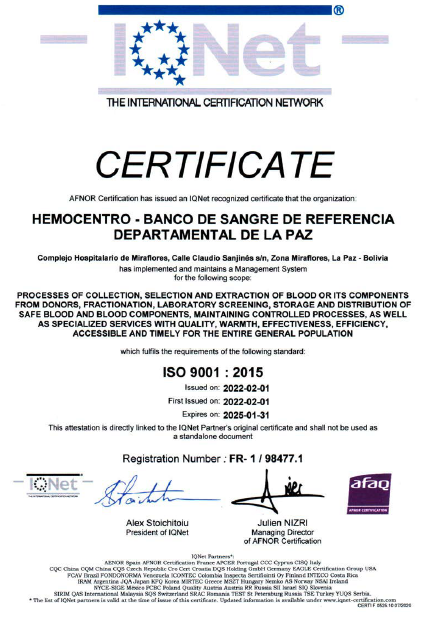 IQNet ®
THE INTERNATIONAL CERTIFICATION NETWORK
CERTIFICATE
AFNOR Certification has issued an IQNet recognized certificate that the organization:
HEMOCENTRO - BANCO DE SANGRE DE REFERENCIA
DEPARTAMENTAL DE LA PAZ
Complejo Hospitalario de Miraflores, Calle Claudio Sanjinés s/n, Zona Miraflores, La Paz - Bolivia
has implemented and maintains a Management System
for the following scope:
PROCESSES OF COLLECTION, SELECTION AND EXTRACTION OF BLOOD OR ITS COMPONENTS
FROM DONORS, FRACTIONATION, LABORATORY SCREENING, STORAGE AND DISTRIBUTION OF
SAFE BLOOD AND BLOOD COMPONENTS, MAINTAINING CONTROLLED PROCESSES, AS WELL
AS SPECIALIZED SERVICES WITH QUALITY, WARMTH, EFFECTIVENESS, EFFICIENCY,
ACCESSIBLE AND TIMELY FOR THE ENTIRE GENERAL POPULATION
which fulfils the requirements of the following standard:
ISO 9001 : 2015
Issued on: 2022-02-01
First Issued on: 2022-02-01
Expires on: 2025-01-31
This attestation is directly linked to the IQNet Partner's original certificate and shall not be used as
a standalone document
Registration Number : FR- 1 / 98477.1
IQNet
THE INTERNATIONAL CERTIFICATION NETWORK
afaq
AFNOR CERTIFICATION
Alex Stoichitoiu
President of IQNet
Julien NIZRI
Managing Director
of AFNOR Certification
IQNet Partners*:
AENOR Spain AFNOR Certification France APCER Portugal CCC Cyprus CISQ Italy
CQC China CQM China CQS Czech Republic Cro Cert Croatia DQS Holding GmbH Germany EAGLE Certification Group USA
FCAV Brazil FONDONORMA Venezuela ICONTEC Colombia Inspecta Sertifiointi Oy Finland INTECO Costa Rica
IRAM Argentina JQA Japan KFQ Korea MIRTEC Greece MSZT Hungary Nemko AS Norway NSAI Ireland
NYCE-SIGE México PCBC Poland Quality Austria Austria RR Russia SII Israel SIQ Slovenia
SIRIM QAS International Malaysia SQS Switzerland SRAC Romania TEST St Petersburg Russia TSE Turkey YUQS Serbia.
* The list of IQNet partners is valid at the time of issue of this certificate. Updated information is available under www.iqnet-certification.com